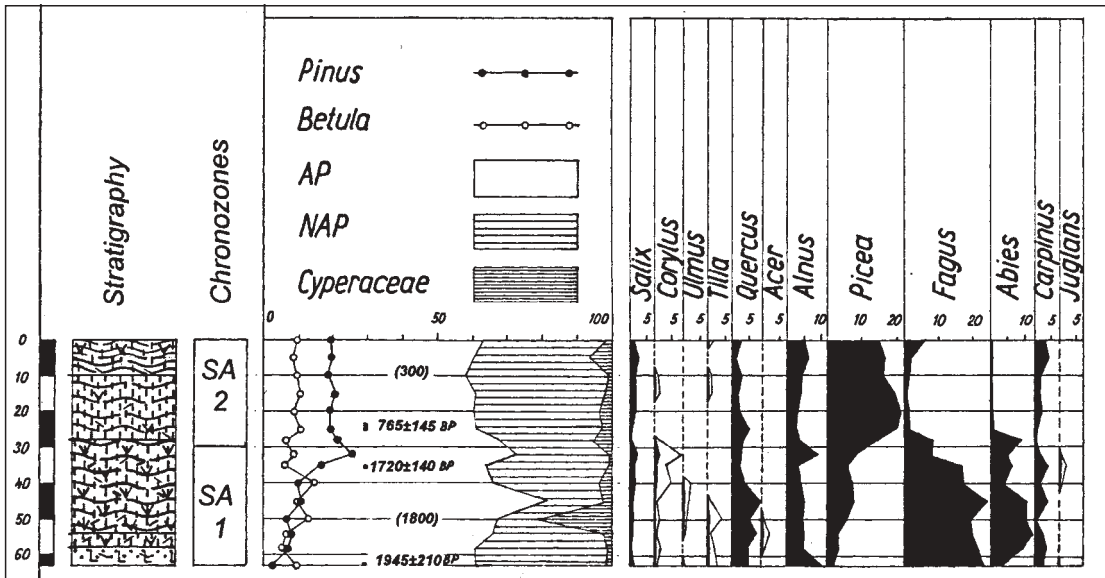 Stratigraphy
Chronozones
Pinus
Betula
AP
NAP
Cyperaceae
0 50 100
Salix
Corylus
Ulmus
Tilia
Quercus
Acer
Alnus
Picea
Fagus
Abies
Carpinus
Juglans
5 5 5 5 5 5 10 10 20 10 20 10 5 5
0
10
20
30
40
50
60
SA
2
SA
1
(300)
765±145 BP
1720±140 BP
(1800)
1945±210 BP